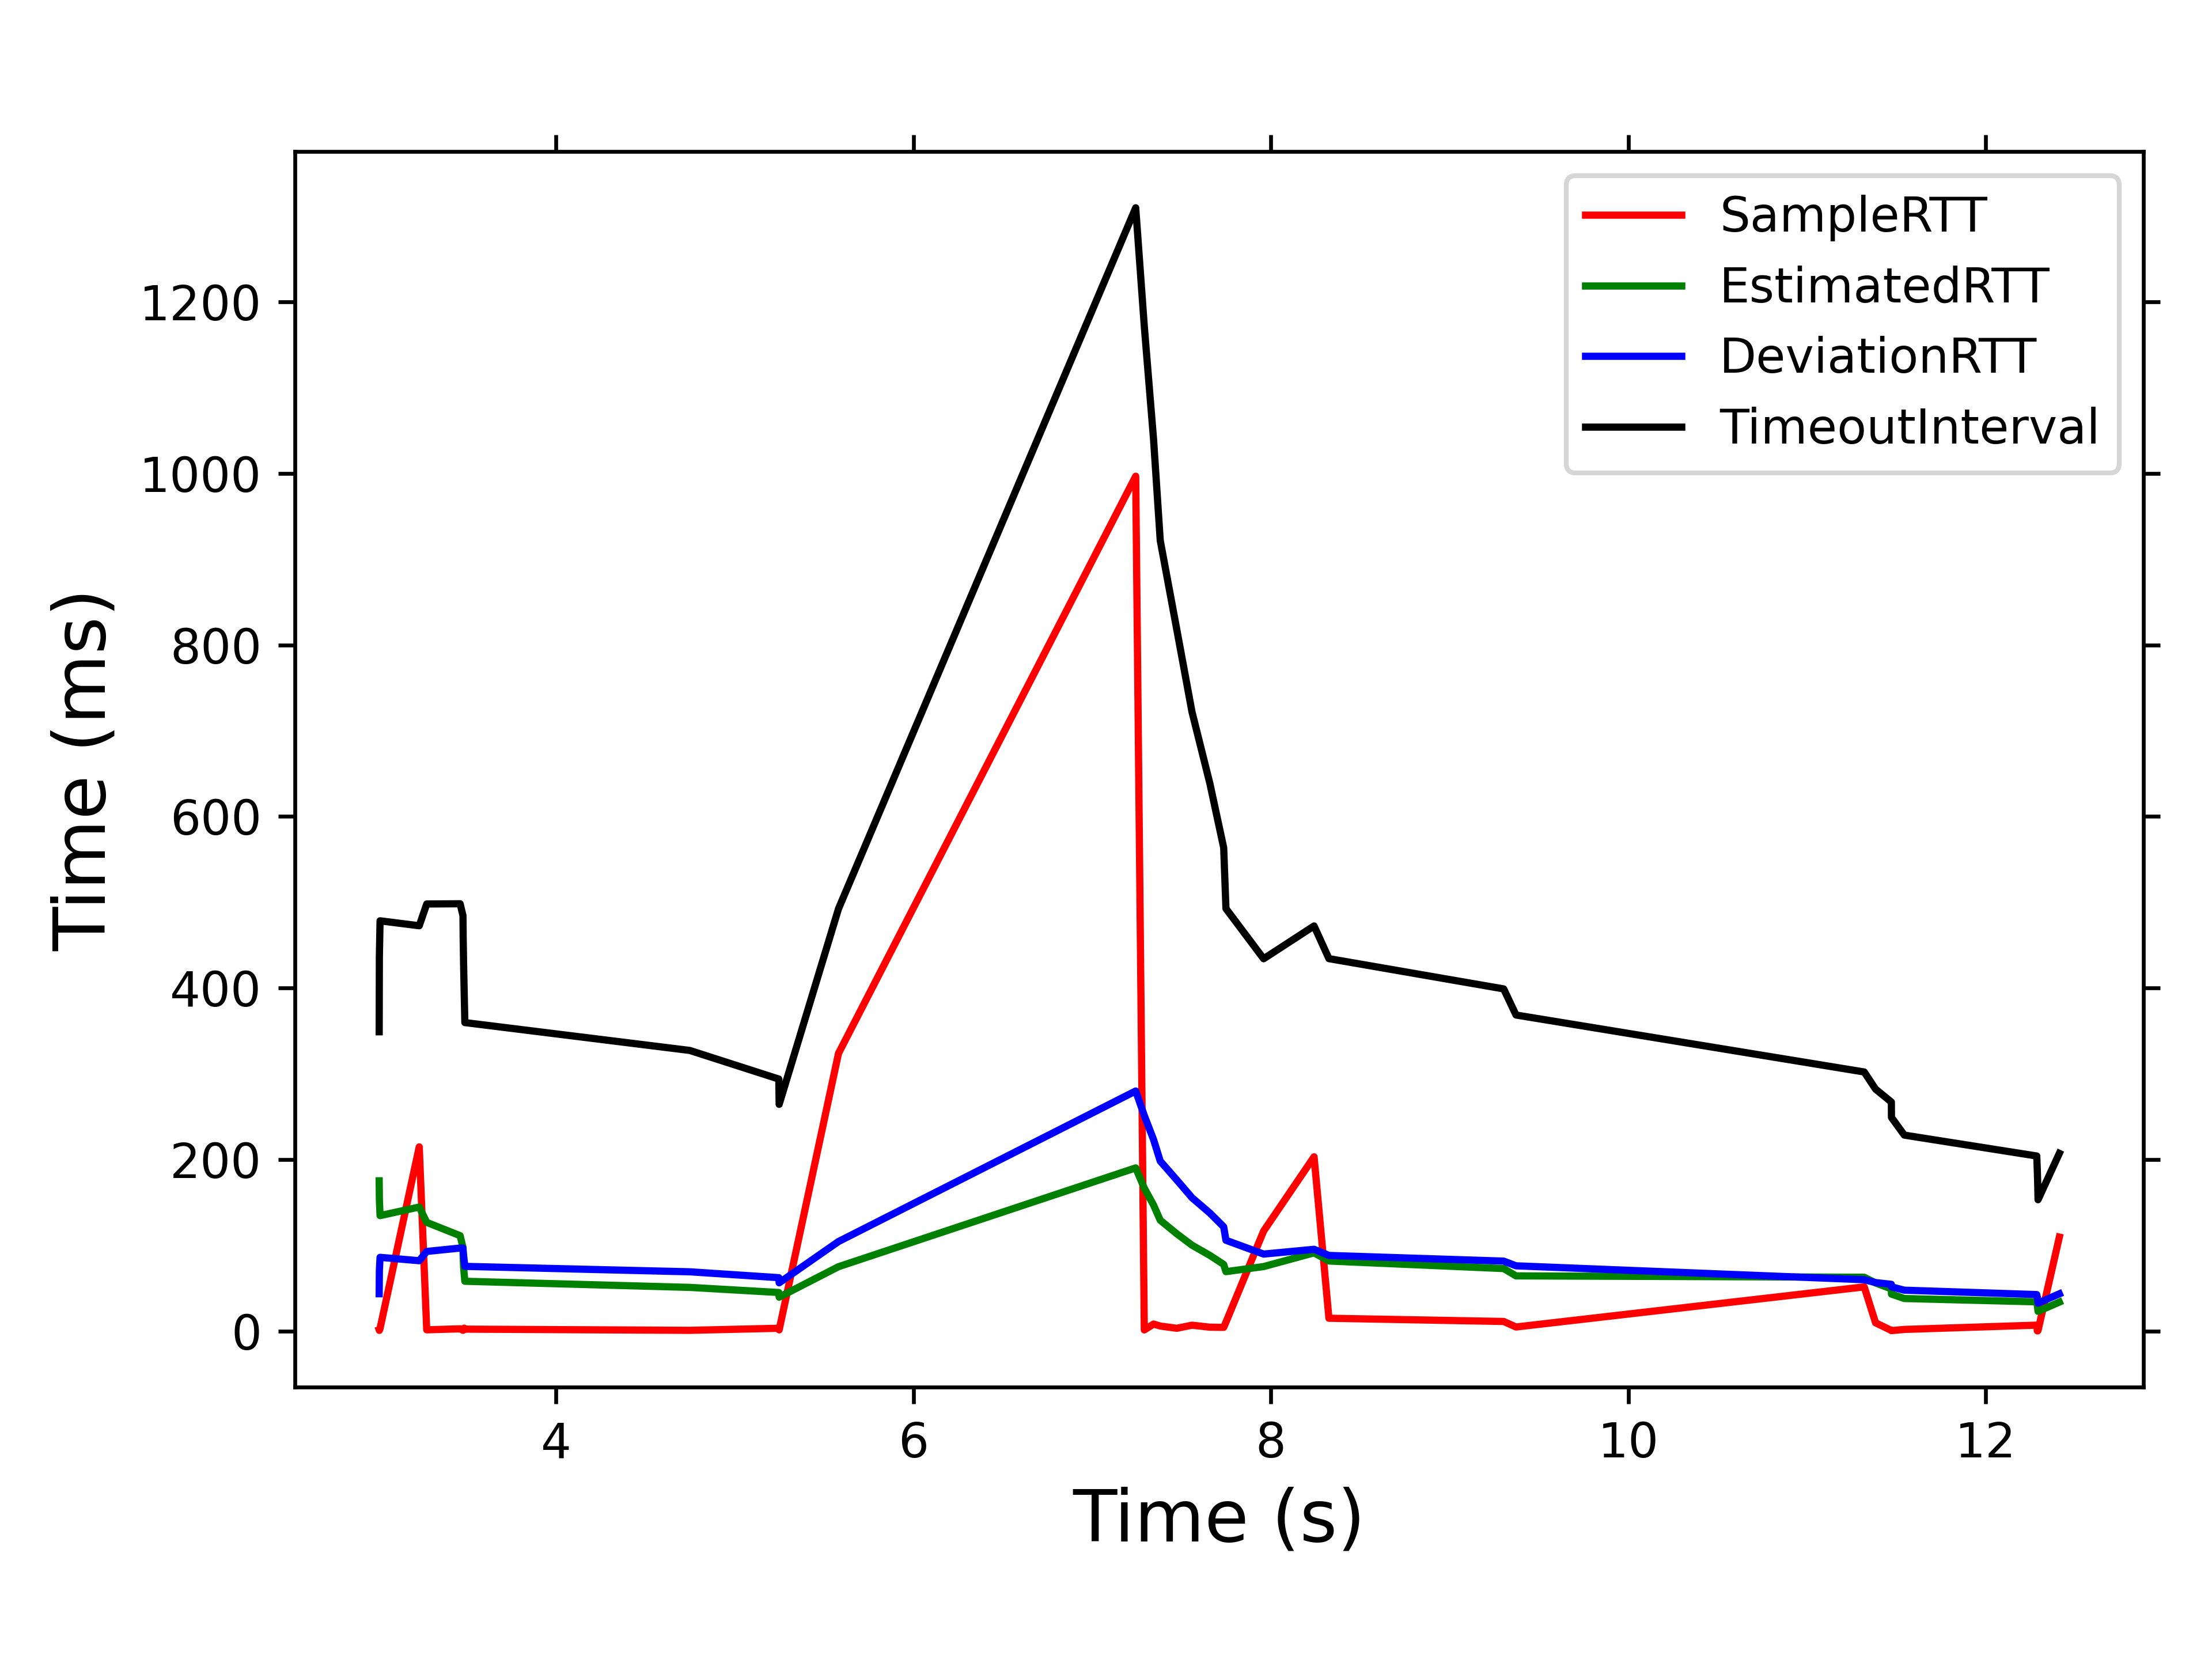 SampleRTT
EstimatedRTT
DeviationRTT
TimeoutInterval
1200
1000
800
600
400
200
0
Time (ms)
4 6 8 10 12
Time (s)